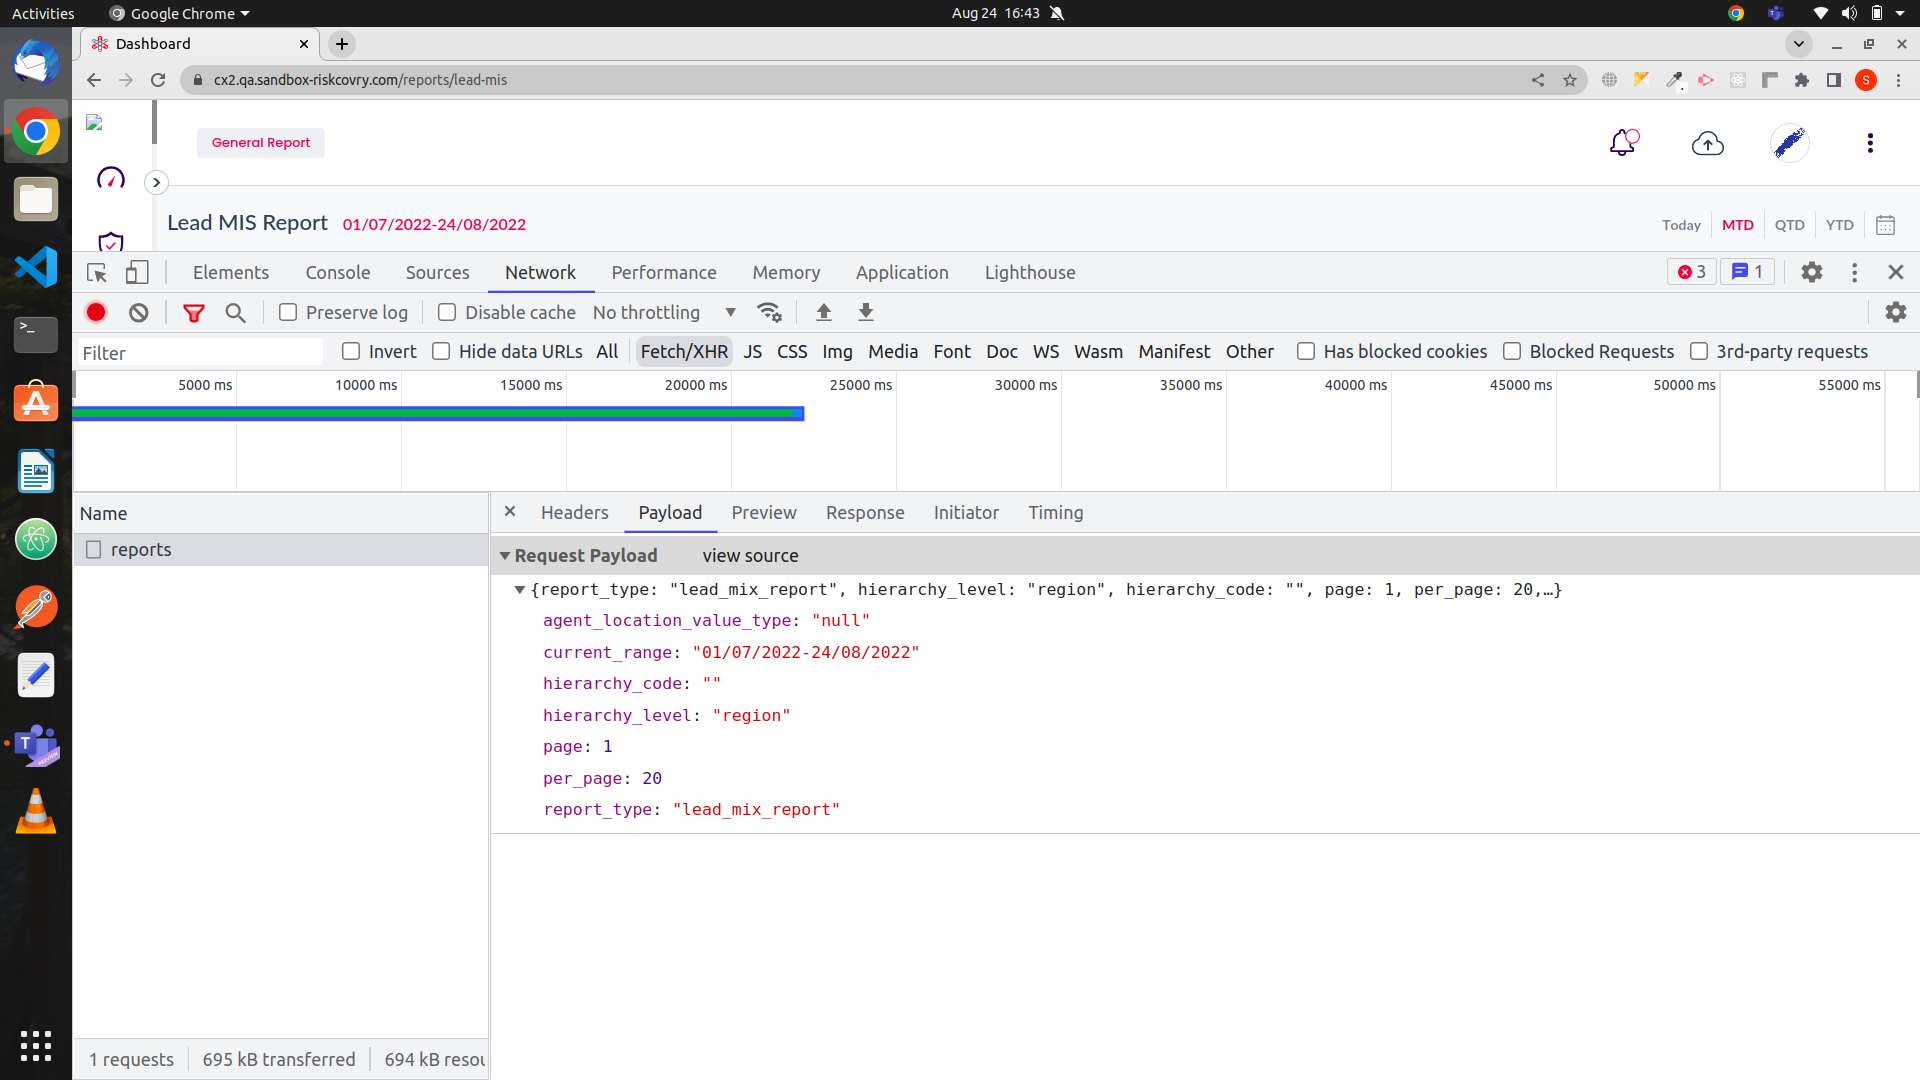 Activities Google Chrome Aug 24 16:43
Dashboard
cx2.qa.sandbox-riskcovry.com/reports/lead-mis S
General Report
Lead MIS Report 01/07/2022-24/08/2022 Today MTD QTD YTD
Elements Console Sources Network Performance Memory Application Lighthouse 3 1
Preserve log Disable cache No throttling
Filter Invert Hide data URLs All Fetch/XHR JS CSS Img Media Font Doc WS Wasm Manifest Other Has blocked cookies Blocked Requests 3rd-party requests
5000 ms 10000 ms 15000 ms 20000 ms 25000 ms 30000 ms 35000 ms 40000 ms 45000 ms 50000 ms 55000 ms
Name Headers Payload Preview Response Initiator Timing
reports
Request Payload view source
{report_type: "lead_mix_report", hierarchy_level: "region", hierarchy_code: "", page: 1, per_page: 20,…}
agent_location_value_type: "null"
current_range: "01/07/2022-24/08/2022"
hierarchy_code: ""
hierarchy_level: "region"
page: 1
per_page: 20
report_type: "lead_mix_report"
1 requests 695 kB transferred 694 kB resou